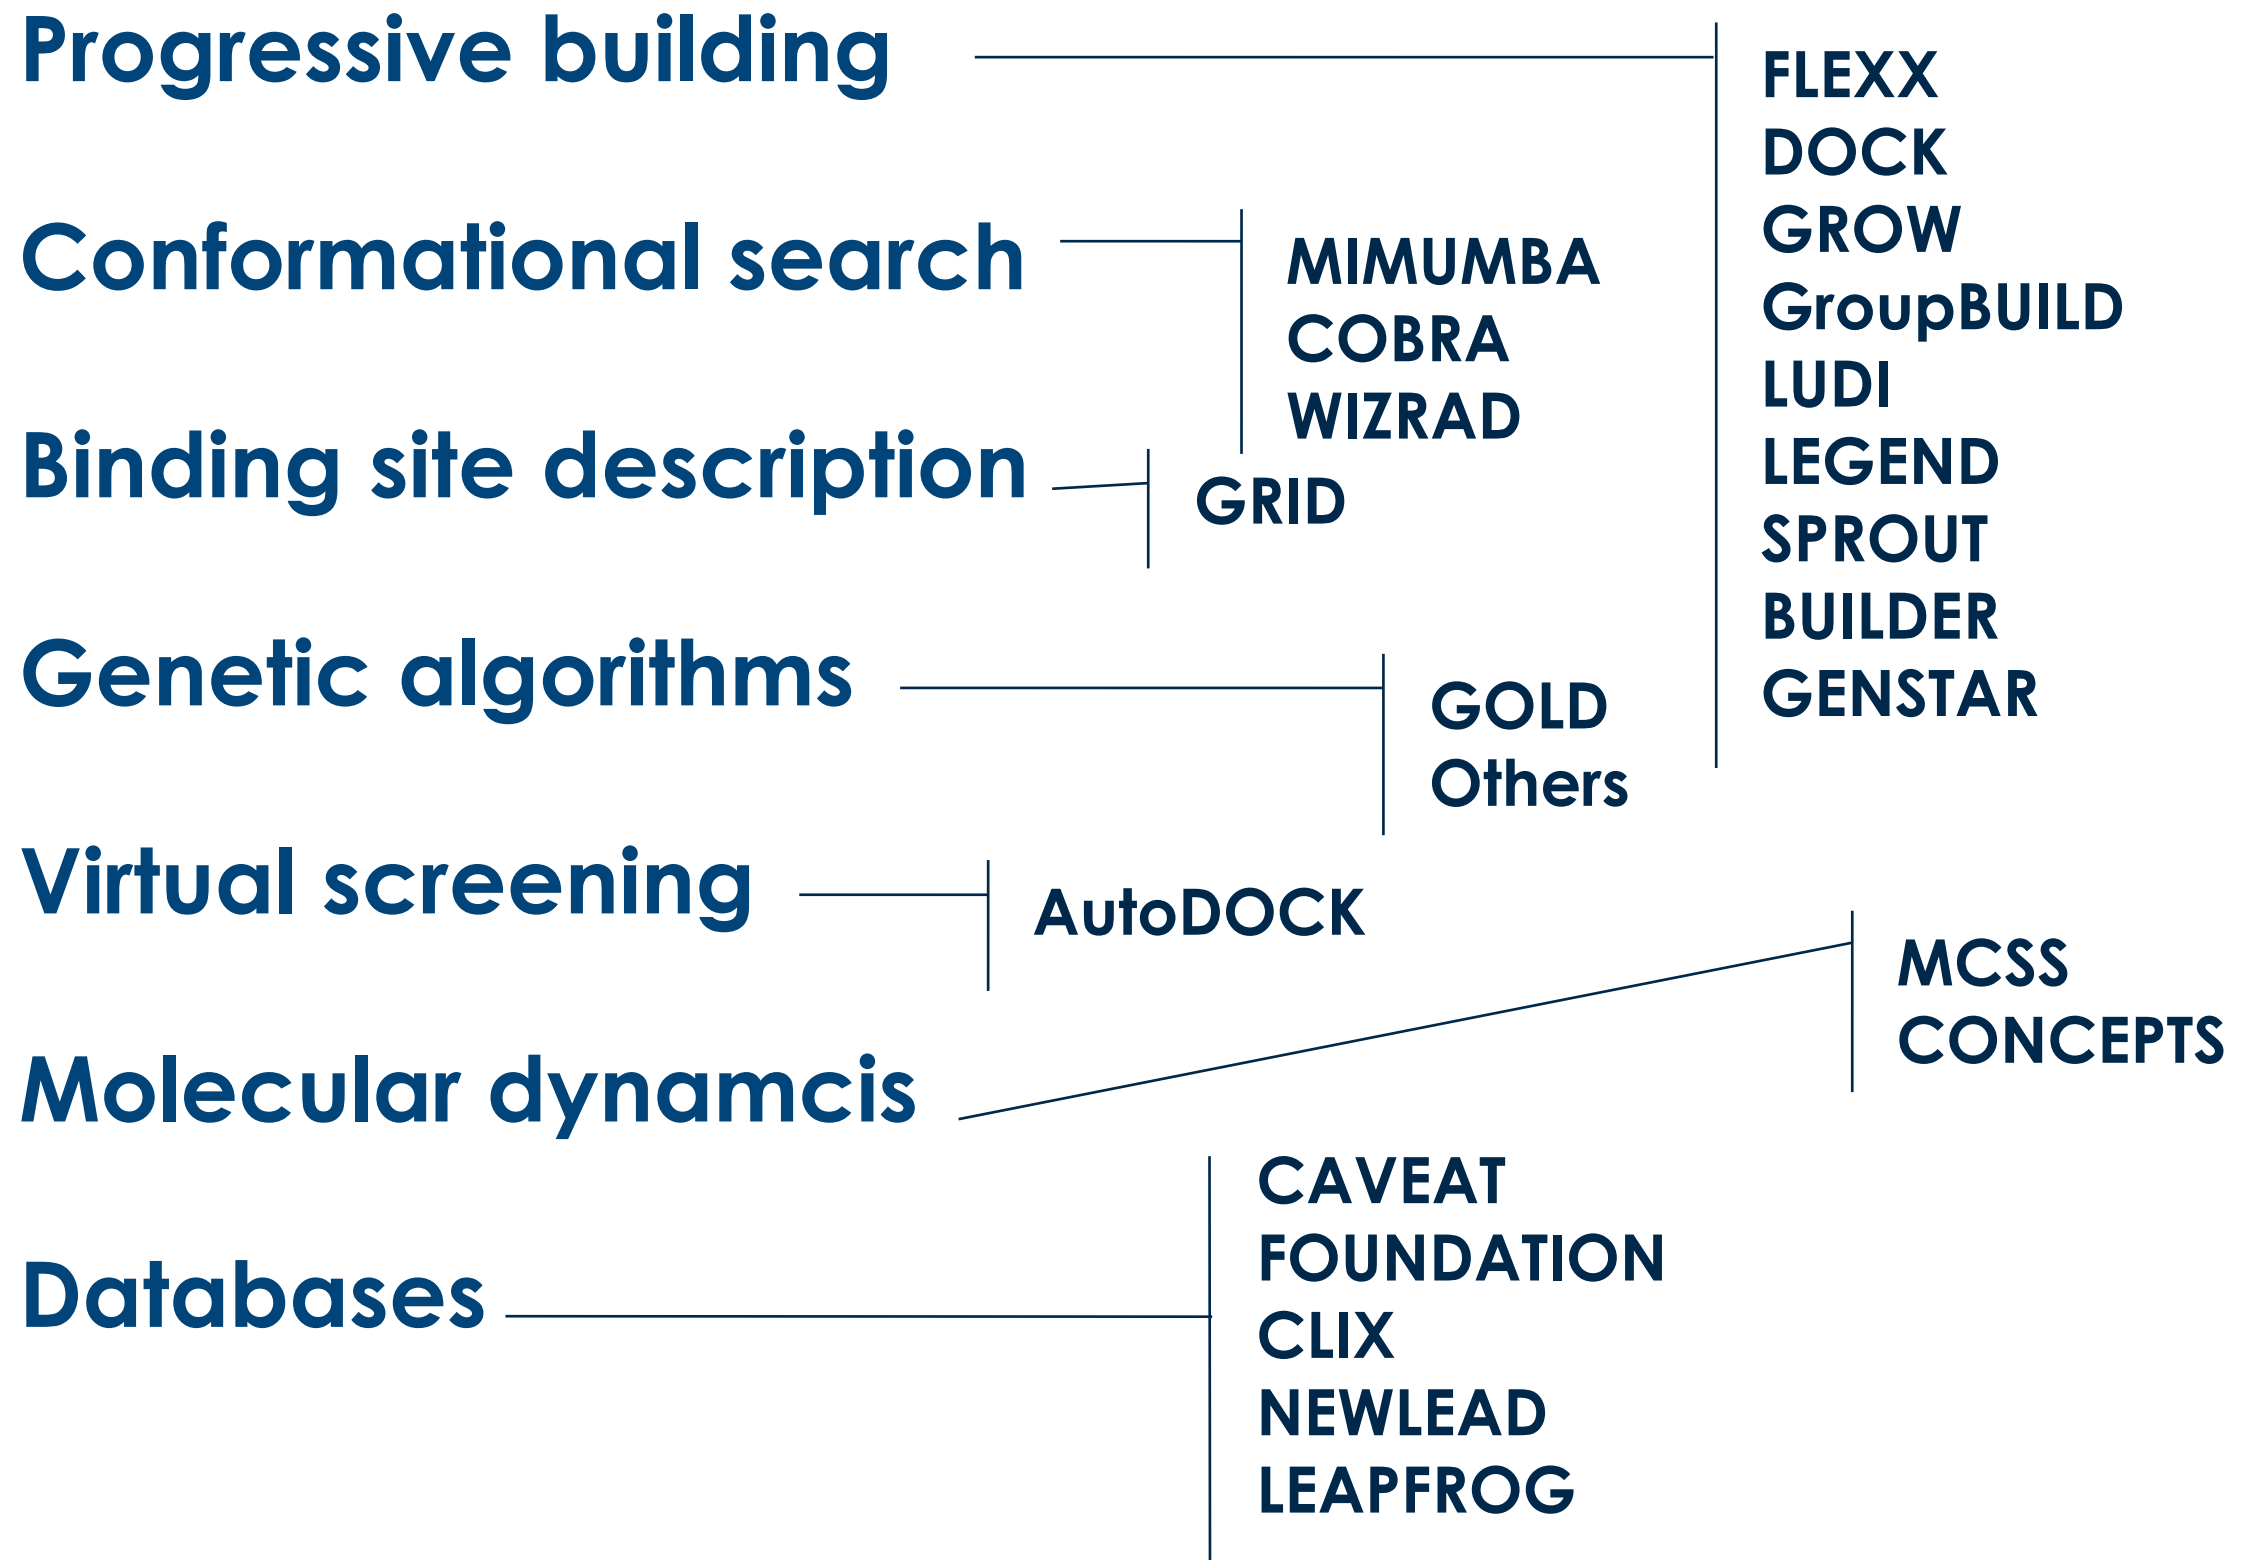 Progressive building
FLEXX
DOCK
GROW
GroupBUILD
LUDI
LEGEND
SPROUT
BUILDER
GENSTAR
Conformational search
MIMUMBA
COBRA
WIZRAD
Binding site description
GRID
Genetic algorithms
GOLD
Others
Virtual screening
AutoDOCK
Molecular dynamcis
MCSS
CONCEPTS
Databases
CAVEAT
FOUNDATION
CLIX
NEWLEAD
LEAPFROG